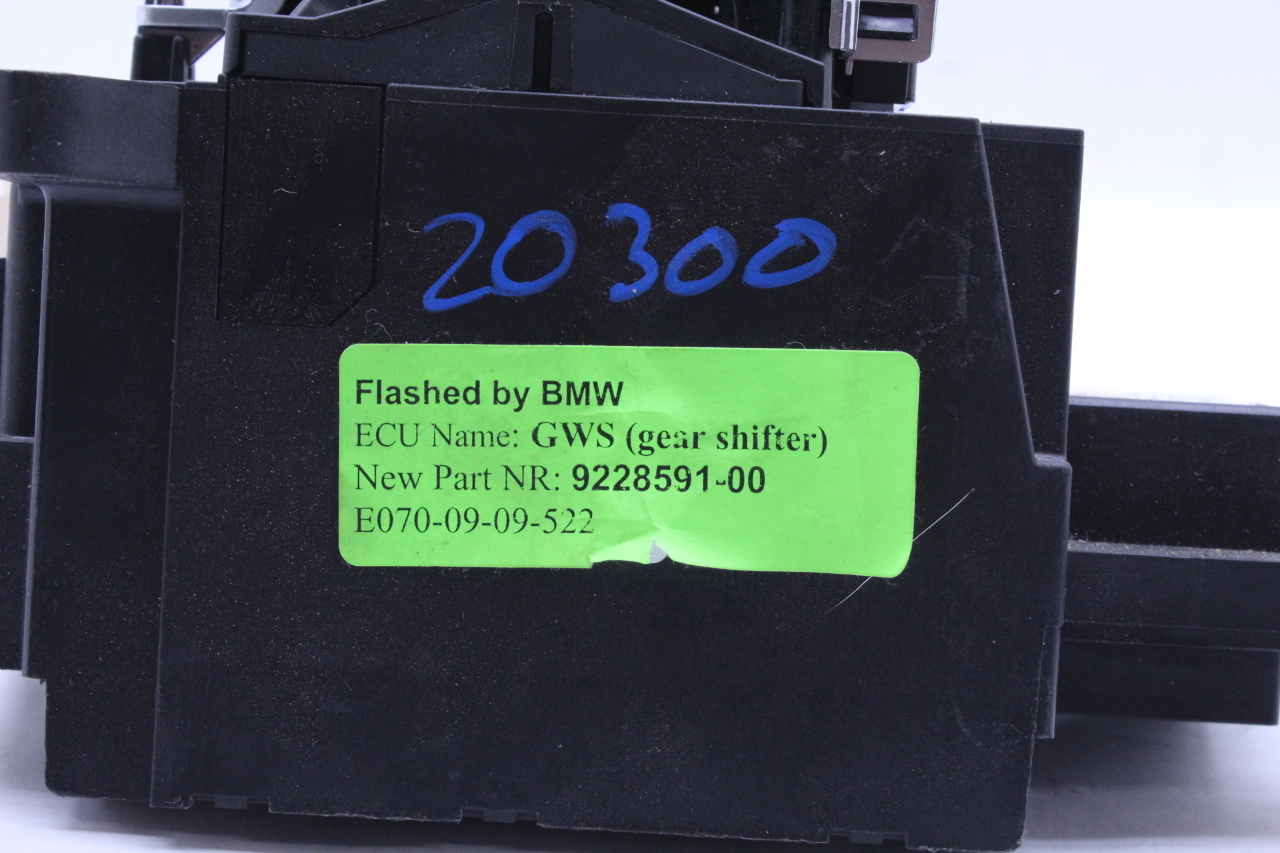 20300
Flashed by BMW
ECU Name: GWS (gear shifter)
New Part NR: 9228591-00
E070-09-09-522